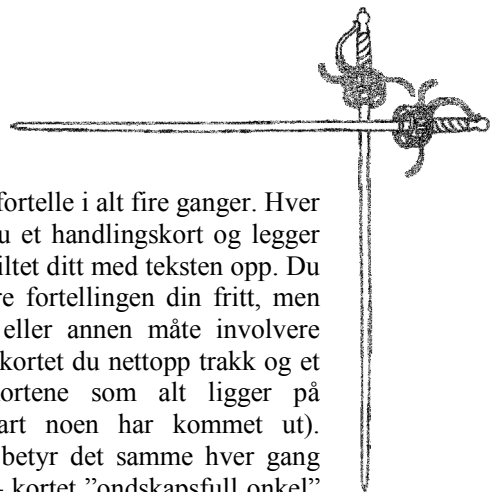 fortelle i alt fire ganger. Hver
u et handlingskort og legger
iltet ditt med teksten opp. Du
re fortellingen din fritt, men
eller annen måte involvere
kortet du nettopp trakk og et
ortene som alt ligger på
art noen har kommet ut).
betyr det samme hver gang
- kortet ”ondskapsfull onkel”